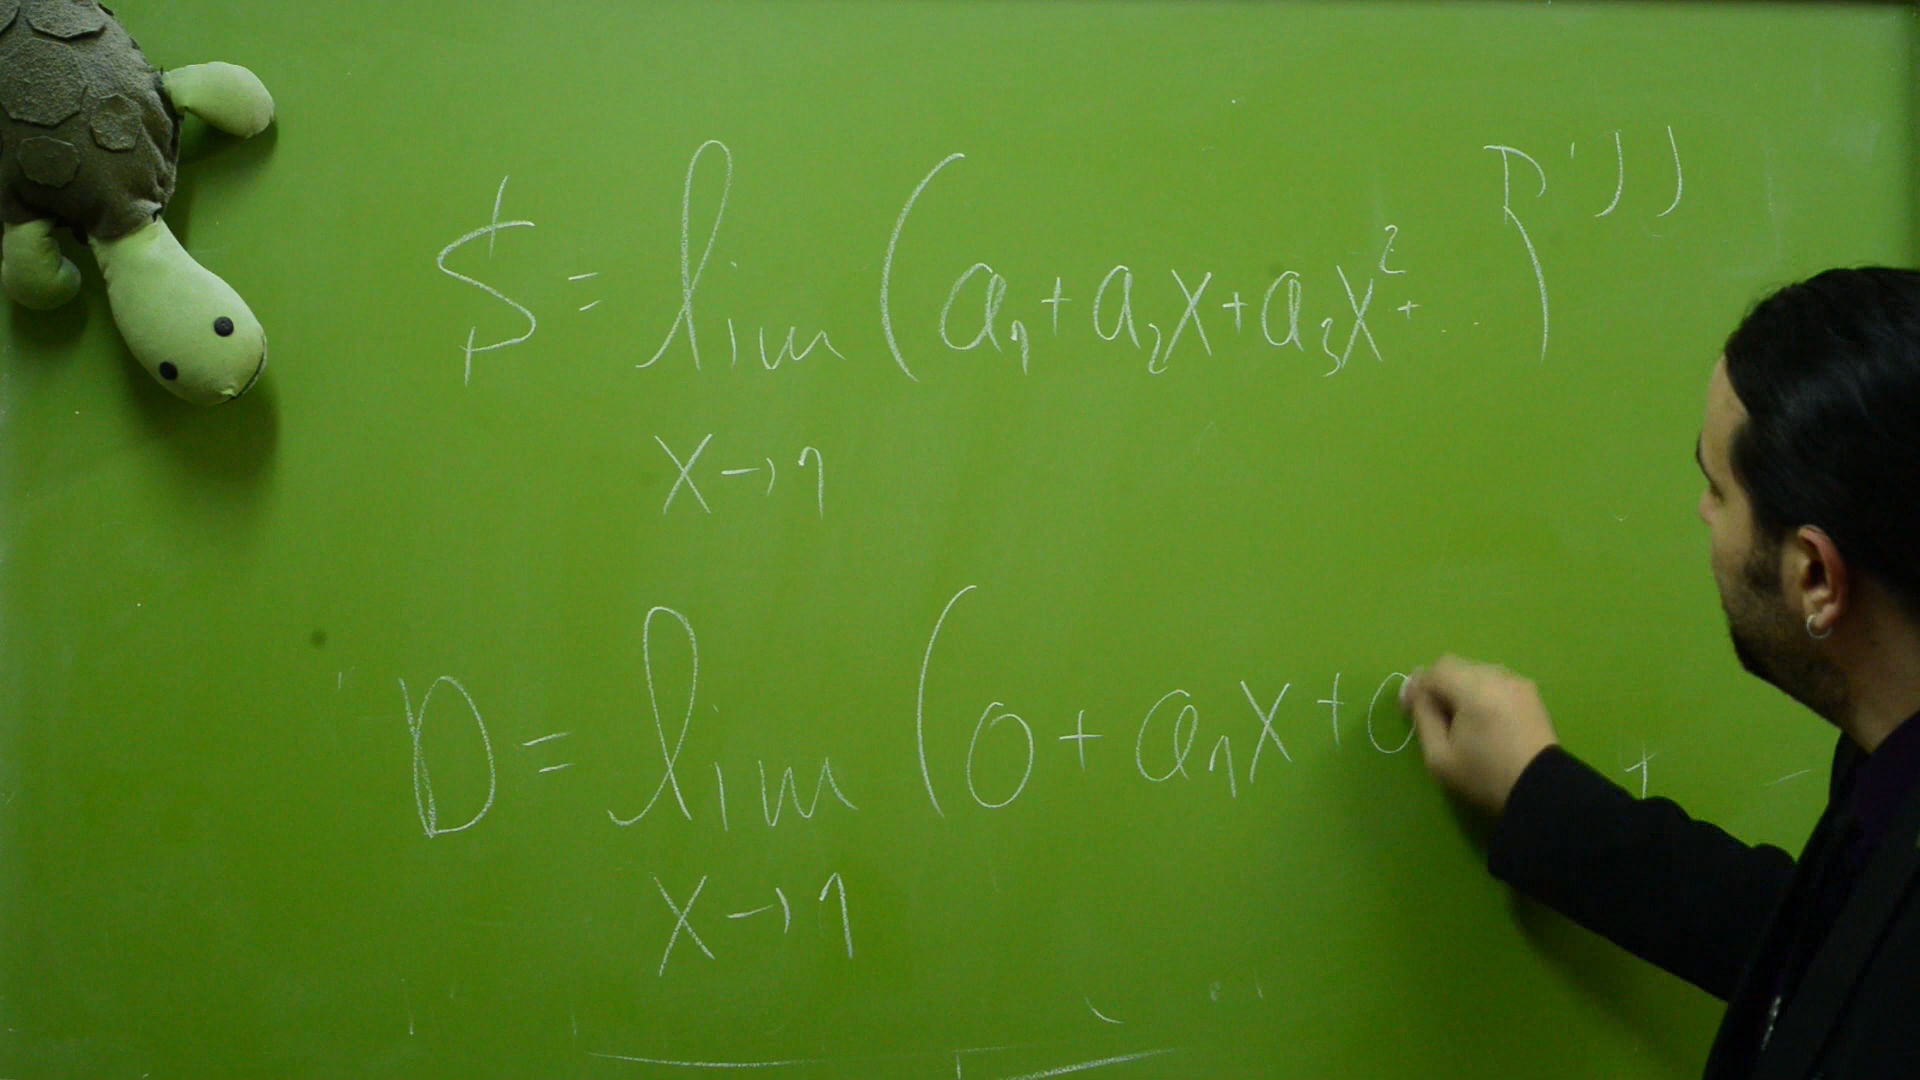 S = lim (a₁ + a₂x + a₃x² + ...)
x → 1
D = lim (0 + a₁x + a
x → 1